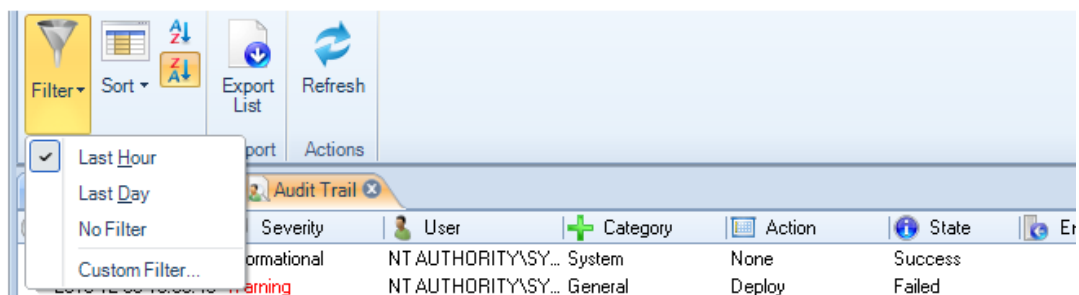 Filter
Sort
Export
List
Refresh
port
Actions
Last Hour
Last Day
No Filter
Custom Filter...
Audit Trail
Severity
User
Category
Action
State
ormational
NT AUTHORITY\SY...
System
None
Success
arning
NT AUTHORITY\SY...
General
Deploy
Failed